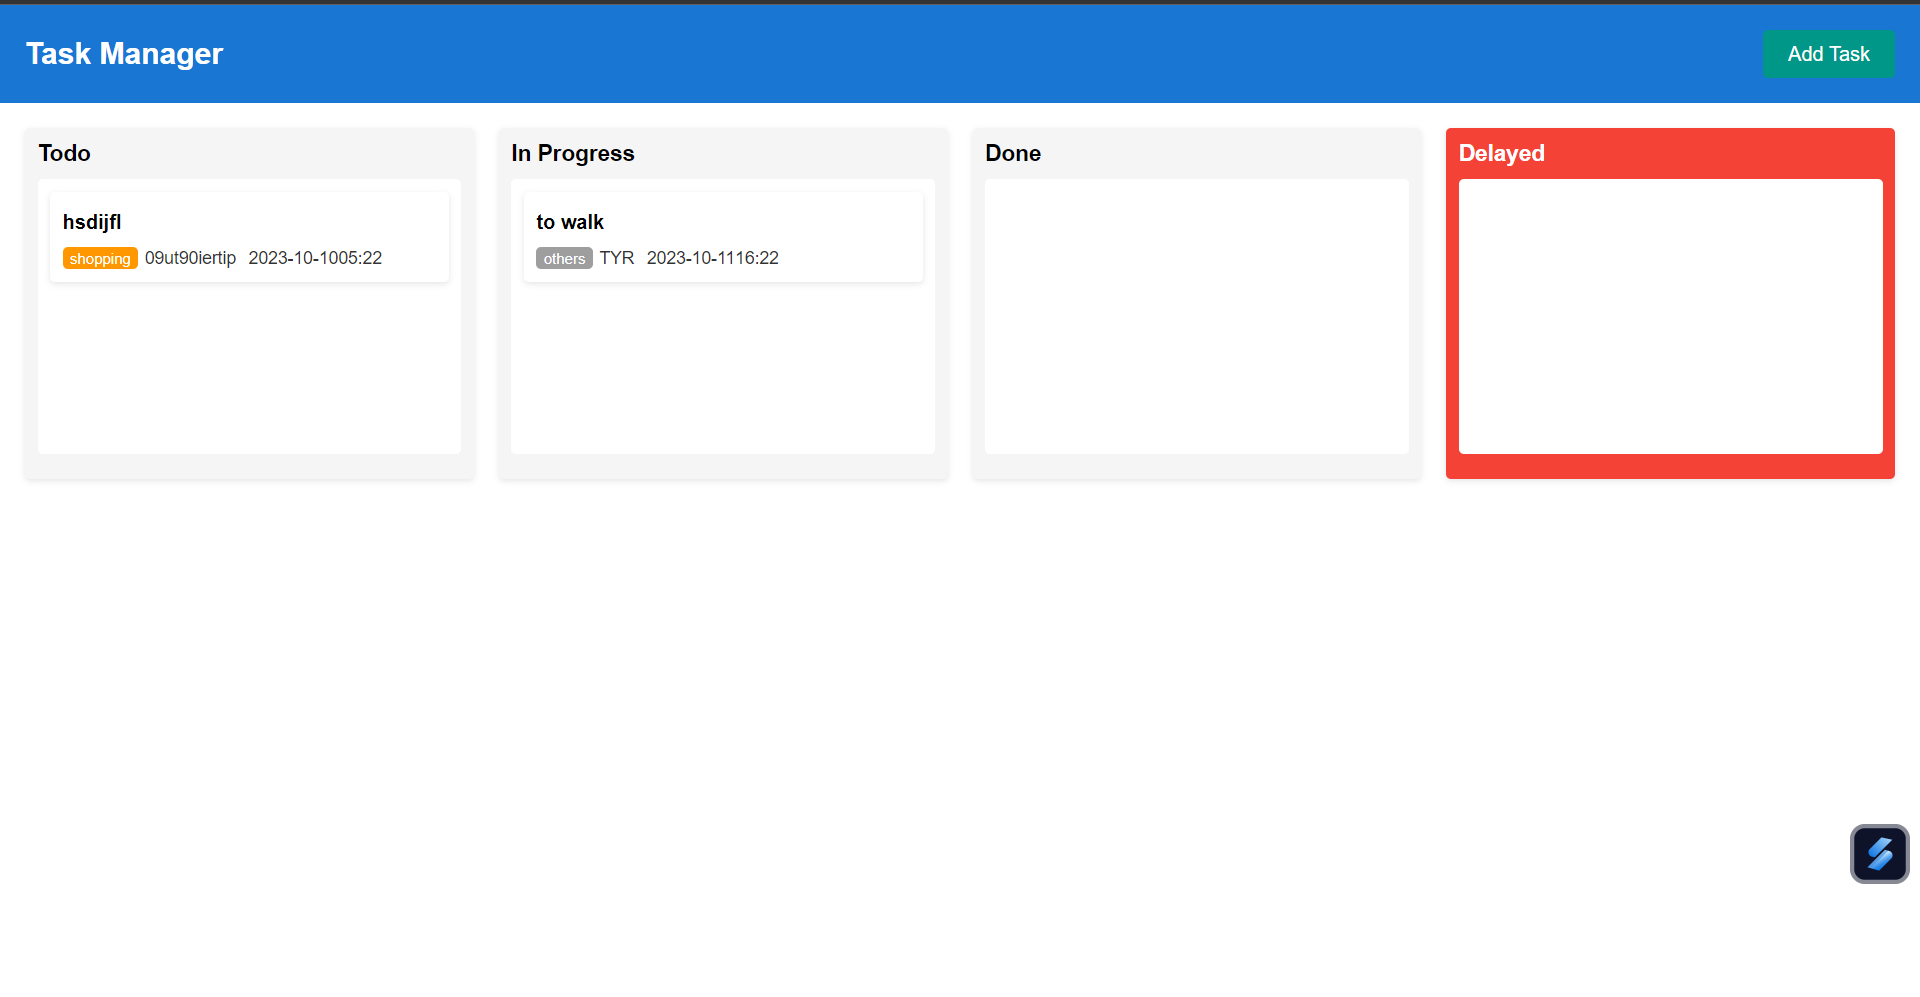 Task Manager
Add Task
Todo
hsdijfl
shopping 09ut90iertip 2023-10-1005:22
In Progress
to walk
others TYR 2023-10-1116:22
Done
Delayed